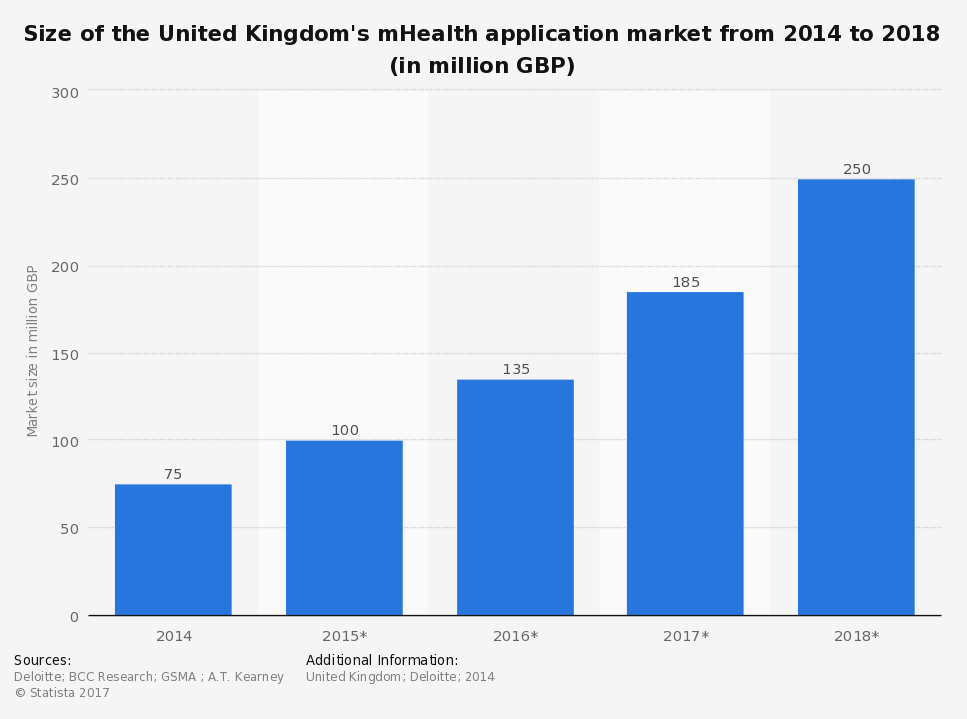 Size of the United Kingdom's mHealth application market from 2014 to 2018
(in million GBP)
Market size in million GBP
300
250
200
150
100
50
0
75
100
135
185
250
2014
2015*
2016*
2017*
2018*
Sources:
Deloitte; BCC Research; GSMA ; A.T. Kearney
© Statista 2017
Additional Information:
United Kingdom; Deloitte; 2014